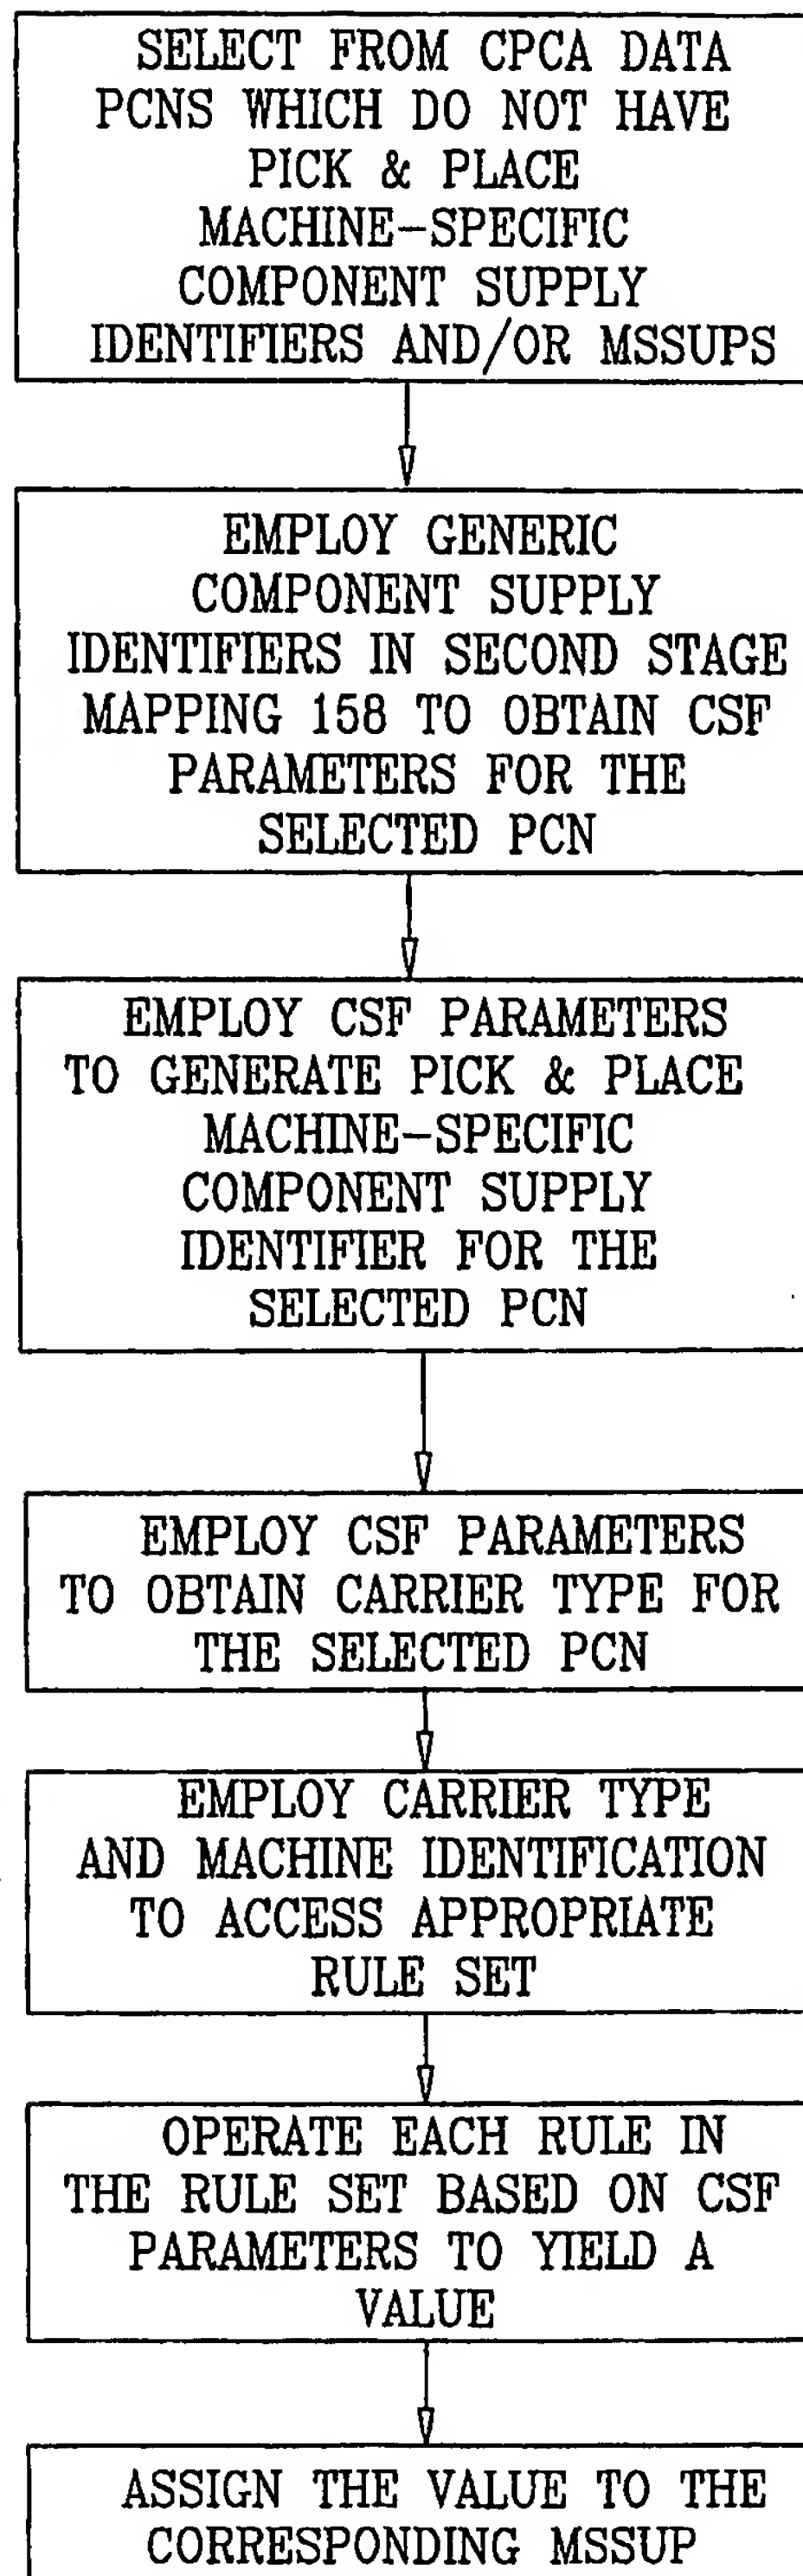 SELECT FROM CPCA DATA
PCNS WHICH DO NOT HAVE
PICK & PLACE
MACHINE-SPECIFIC
COMPONENT SUPPLY
IDENTIFIERS AND/OR MSSUPS
EMPLOY GENERIC
COMPONENT SUPPLY
IDENTIFIERS IN SECOND STAGE
MAPPING 158 TO OBTAIN CSF
PARAMETERS FOR THE
SELECTED PCN
EMPLOY CSF PARAMETERS
TO GENERATE PICK & PLACE
MACHINE-SPECIFIC
COMPONENT SUPPLY
IDENTIFIER FOR THE
SELECTED PCN
EMPLOY CSF PARAMETERS
TO OBTAIN CARRIER TYPE FOR
THE SELECTED PCN
EMPLOY CARRIER TYPE
AND MACHINE IDENTIFICATION
TO ACCESS APPROPRIATE
RULE SET
OPERATE EACH RULE IN
THE RULE SET BASED ON CSF
PARAMETERS TO YIELD A
VALUE
ASSIGN THE VALUE TO THE
CORRESPONDING MSSUP